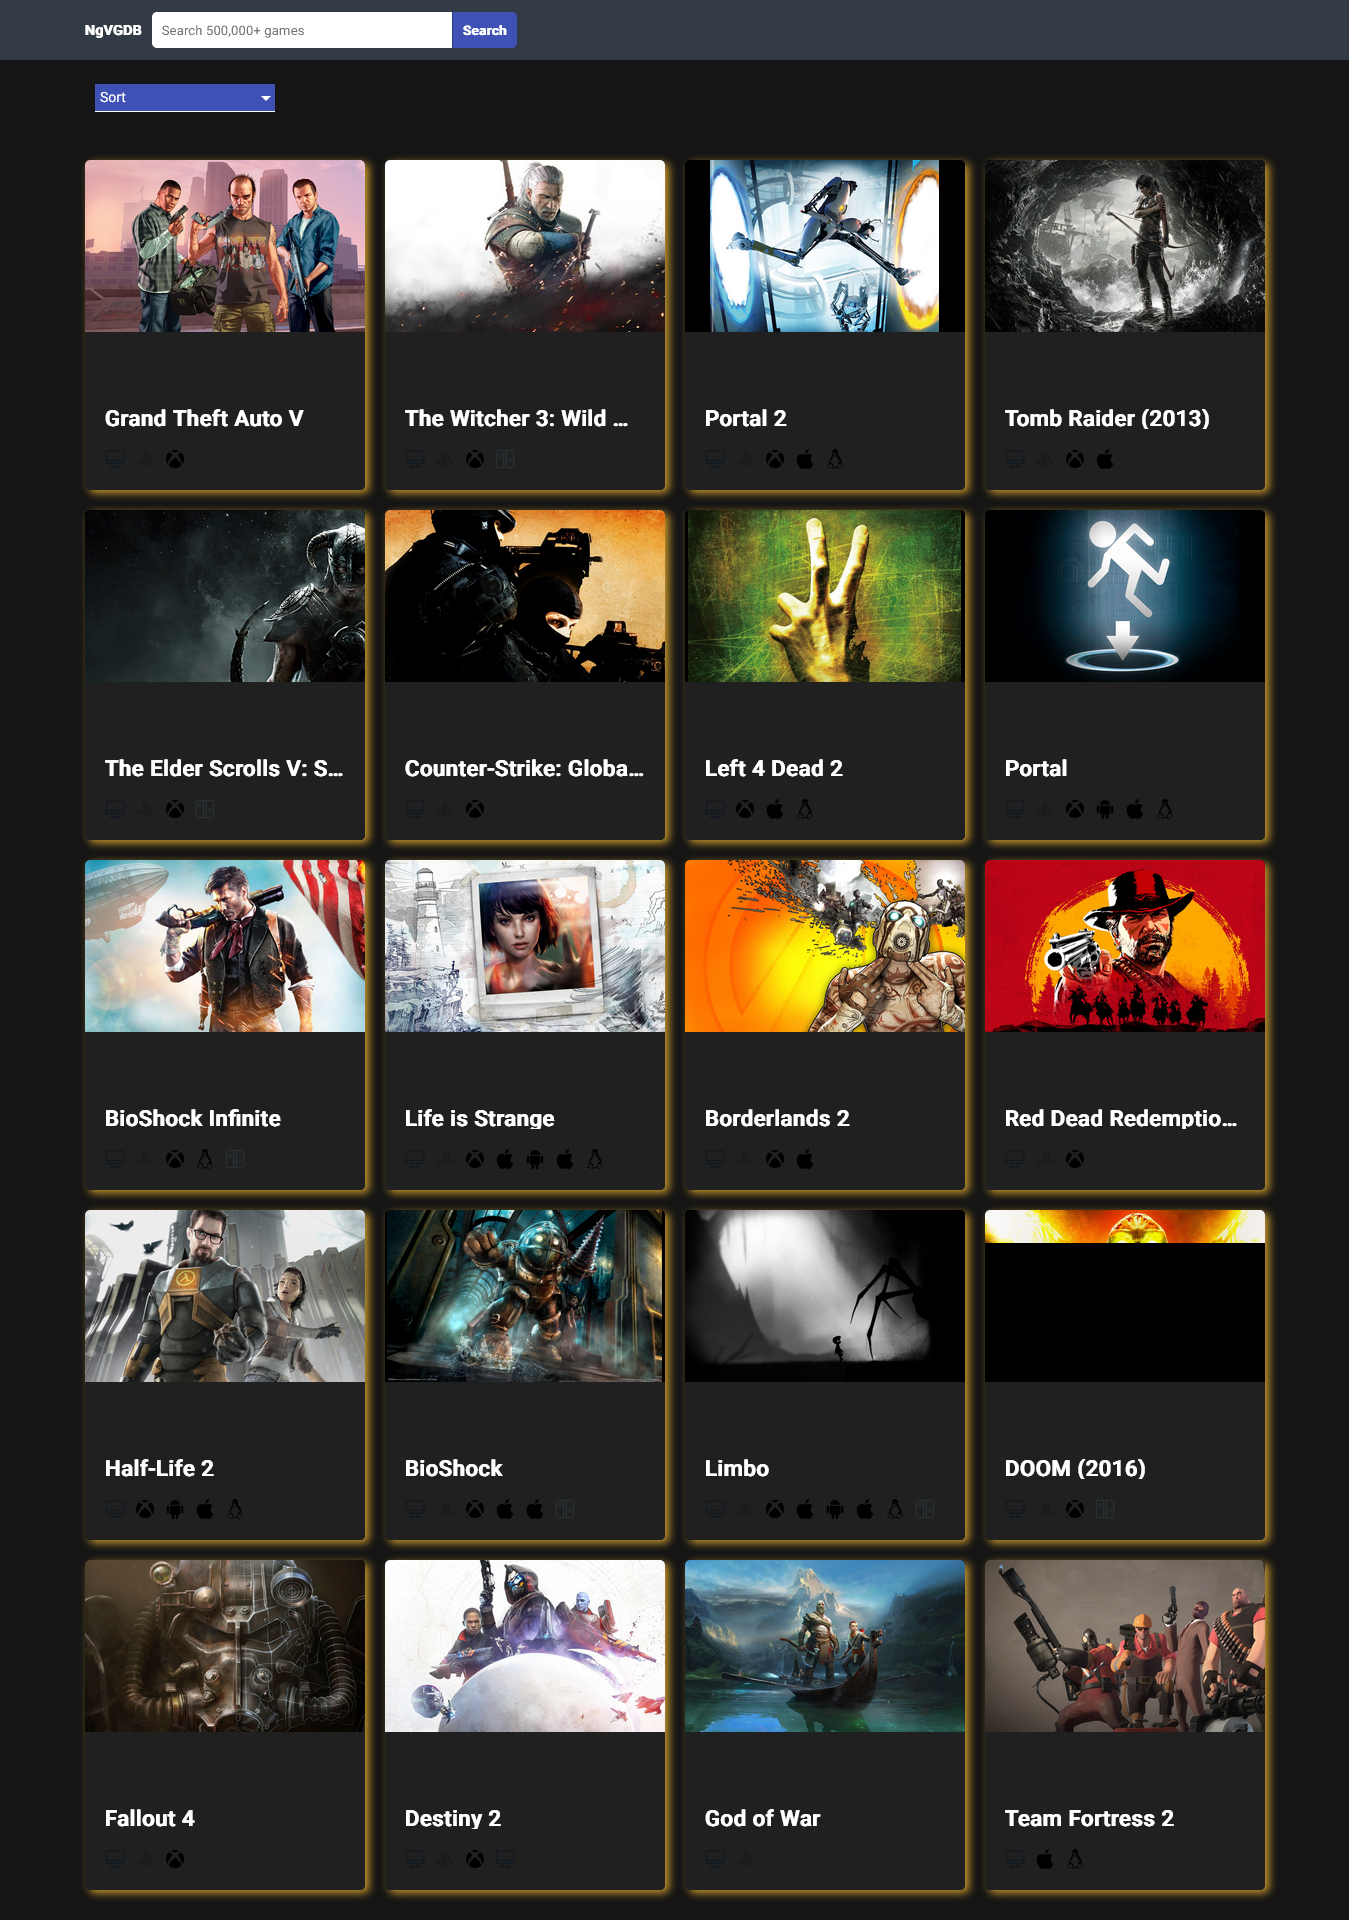 NgVGDB
Search 500,000+ games
Search
Sort
Grand Theft Auto V
The Witcher 3: Wild ...
Portal 2
Tomb Raider (2013)
The Elder Scrolls V: S...
Counter-Strike: Globa...
Left 4 Dead 2
Portal
BioShock Infinite
Life is Strange
Borderlands 2
Red Dead Redemptio...
Half-Life 2
BioShock
Limbo
DOOM (2016)
Fallout 4
Destiny 2
God of War
Team Fortress 2